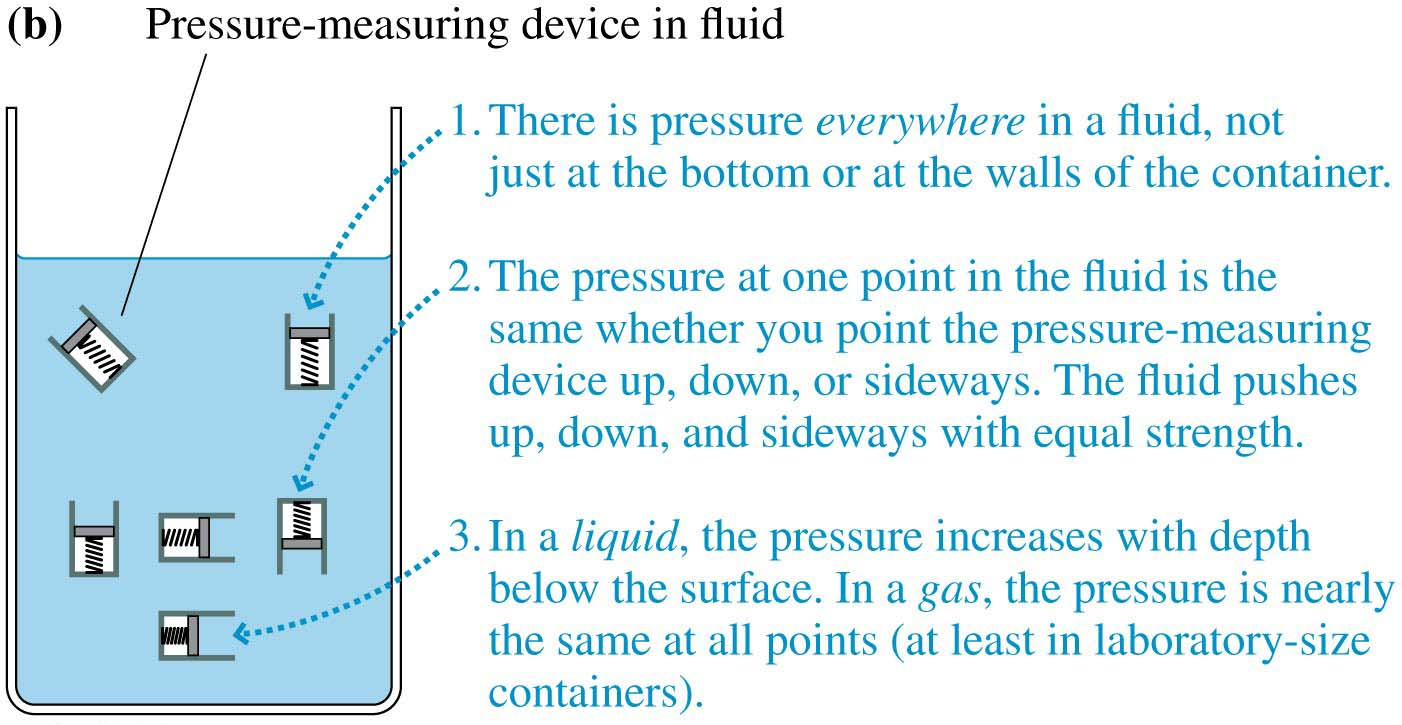 (b) Pressure-measuring device in fluid
1. There is pressure everywhere in a fluid, not
just at the bottom or at the walls of the container.
2. The pressure at one point in the fluid is the
same whether you point the pressure-measuring
device up, down, or sideways. The fluid pushes
up, down, and sideways with equal strength.
3. In a liquid, the pressure increases with depth
below the surface. In a gas, the pressure is nearly
the same at all points (at least in laboratory-size
containers).